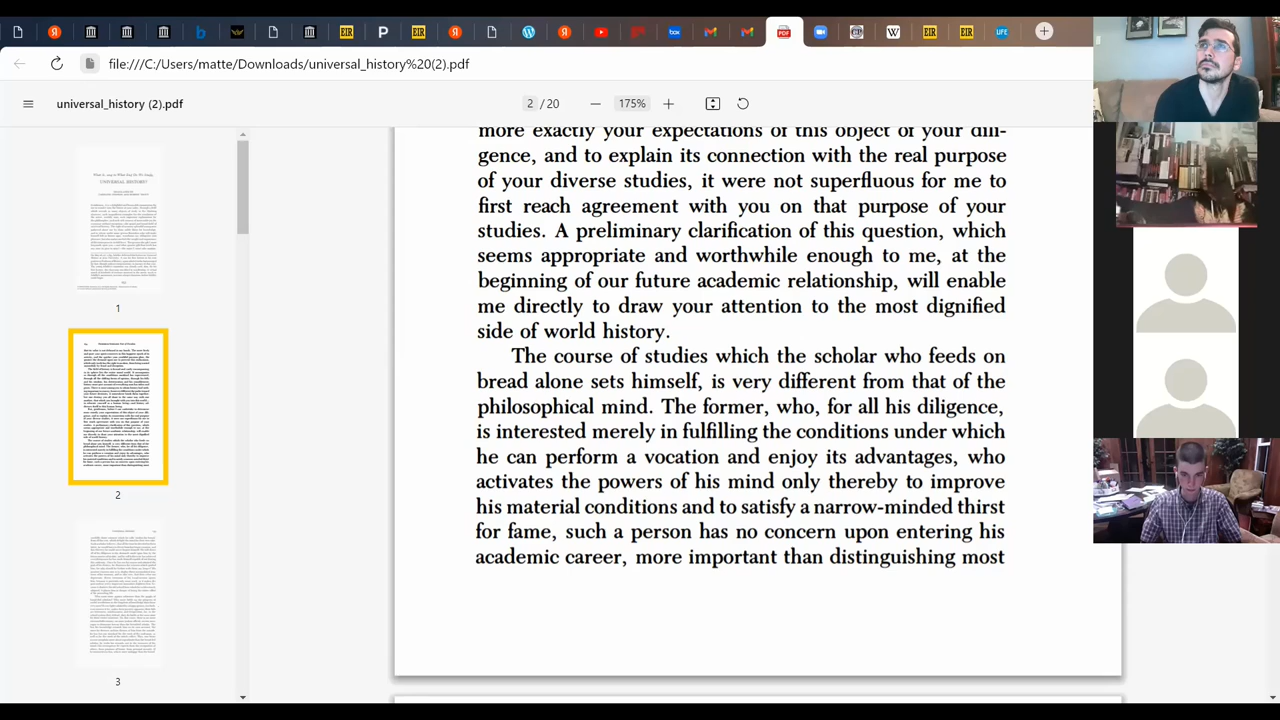 file:///C:/Users/matte/Downloads/universal_history%20(2).pdf
universal_history (2).pdf
2 / 20
175%
1
2
3
more exactly your expectations of this object of your dili-
gence, and to explain its connection with the real purpose
of your diverse studies, it were not superfluous for me to
first reach agreement with you on that purpose of your
studies. A preliminary clarification of this question, which
seems appropriate and worthwhile enough to me, at the
beginning of our future academic relationship, will enable
me directly to draw your attention to the most dignified
side of world history.
The course of studies which the scholar who feeds on
bread alone sets himself, is very different from that of the
philosophical mind. The former, who, for all his diligence,
is interested merely in fulfilling the conditions under which
he can perform a vocation and enjoy its advantages, who
activates the powers of his mind only thereby to improve
his material conditions and to satisfy a narrow-minded thirst
for fame, such a person has no concern upon entering his
academic career, more important than distinguishing most